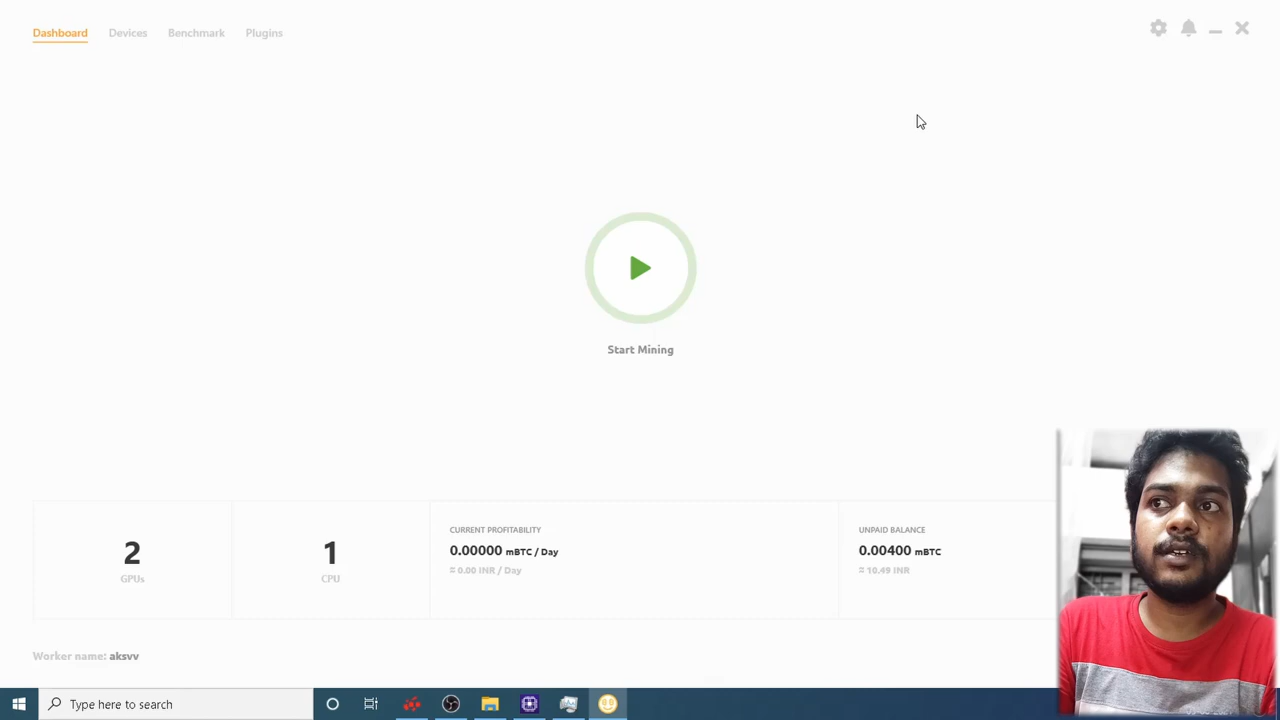 Dashboard Devices Benchmark Plugins
Start Mining
2
GPUs
1
CPU
CURRENT PROFITABILITY
0.00000 mBTC / Day
= 0.00 INR / Day
UNPAID BALANCE
0.00400 mBTC
= 10.49 INR
Worker name: aksvv
Type here to search